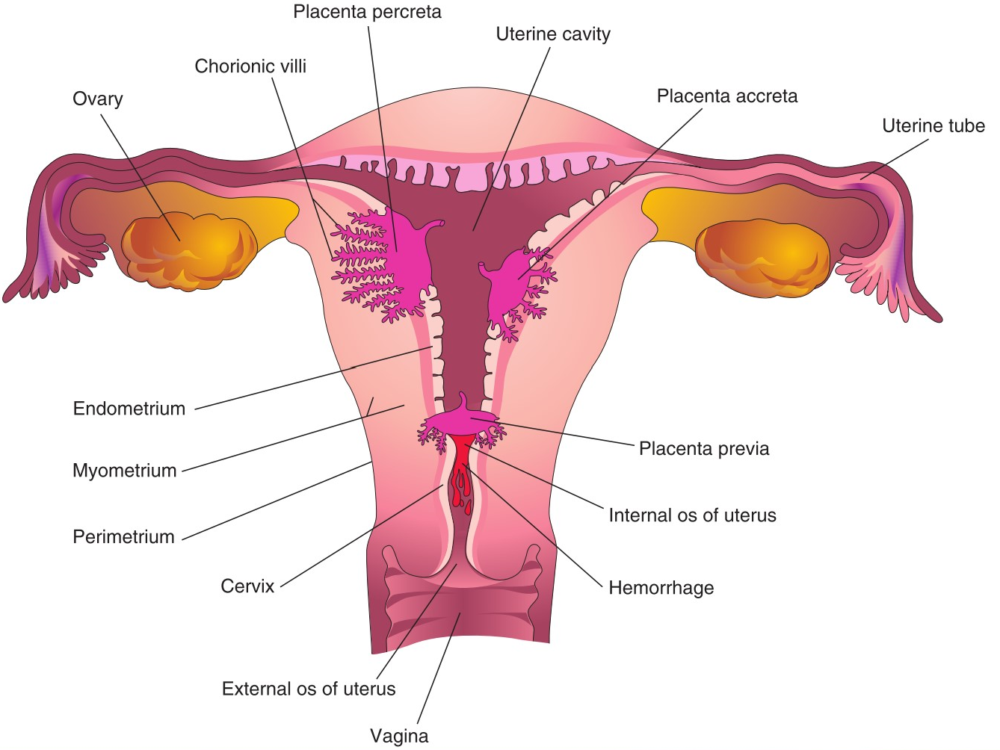 Placenta percreta
Uterine cavity
Chorionic villi
Placenta accreta
Ovary
Uterine tube
Endometrium
Placenta previa
Myometrium
Internal os of uterus
Perimetrium
Cervix
Hemorrhage
External os of uterus
Vagina